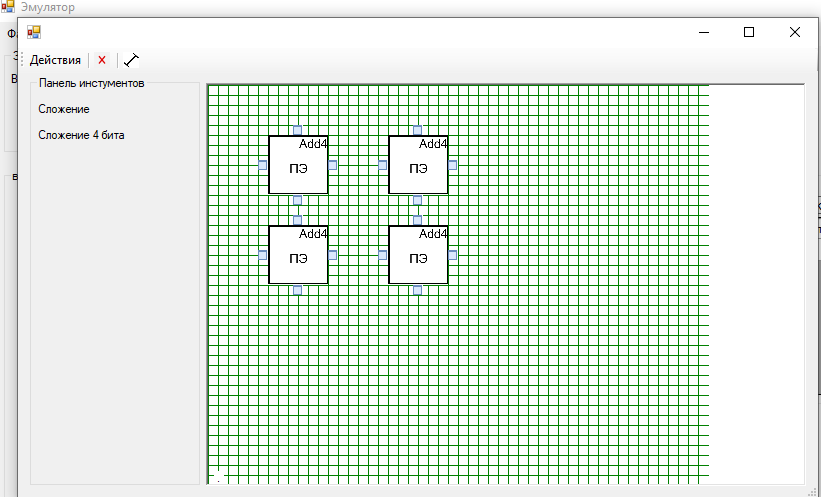 Эмулятор
Действия
Панель инстументов
Сложение
Сложение 4 бита
Add4
ПЭ
Add4
ПЭ
Add4
ПЭ
Add4
ПЭ